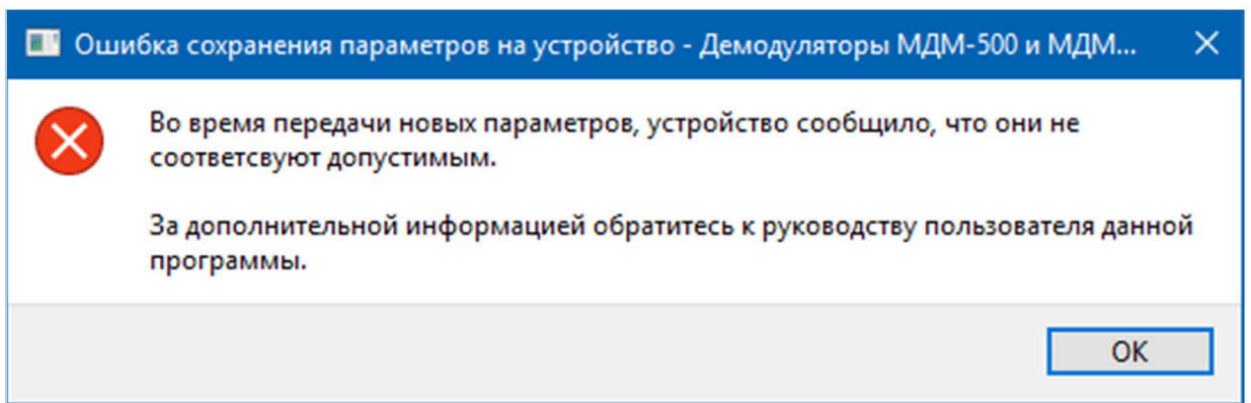 Ошибка сохранения параметров на устройство - Демодуляторы МДМ-500 и МДМ...
Во время передачи новых параметров, устройство сообщило, что они не
соответсвуют допустимым.
За дополнительной информацией обратитесь к руководству пользователя данной
программы.
OK